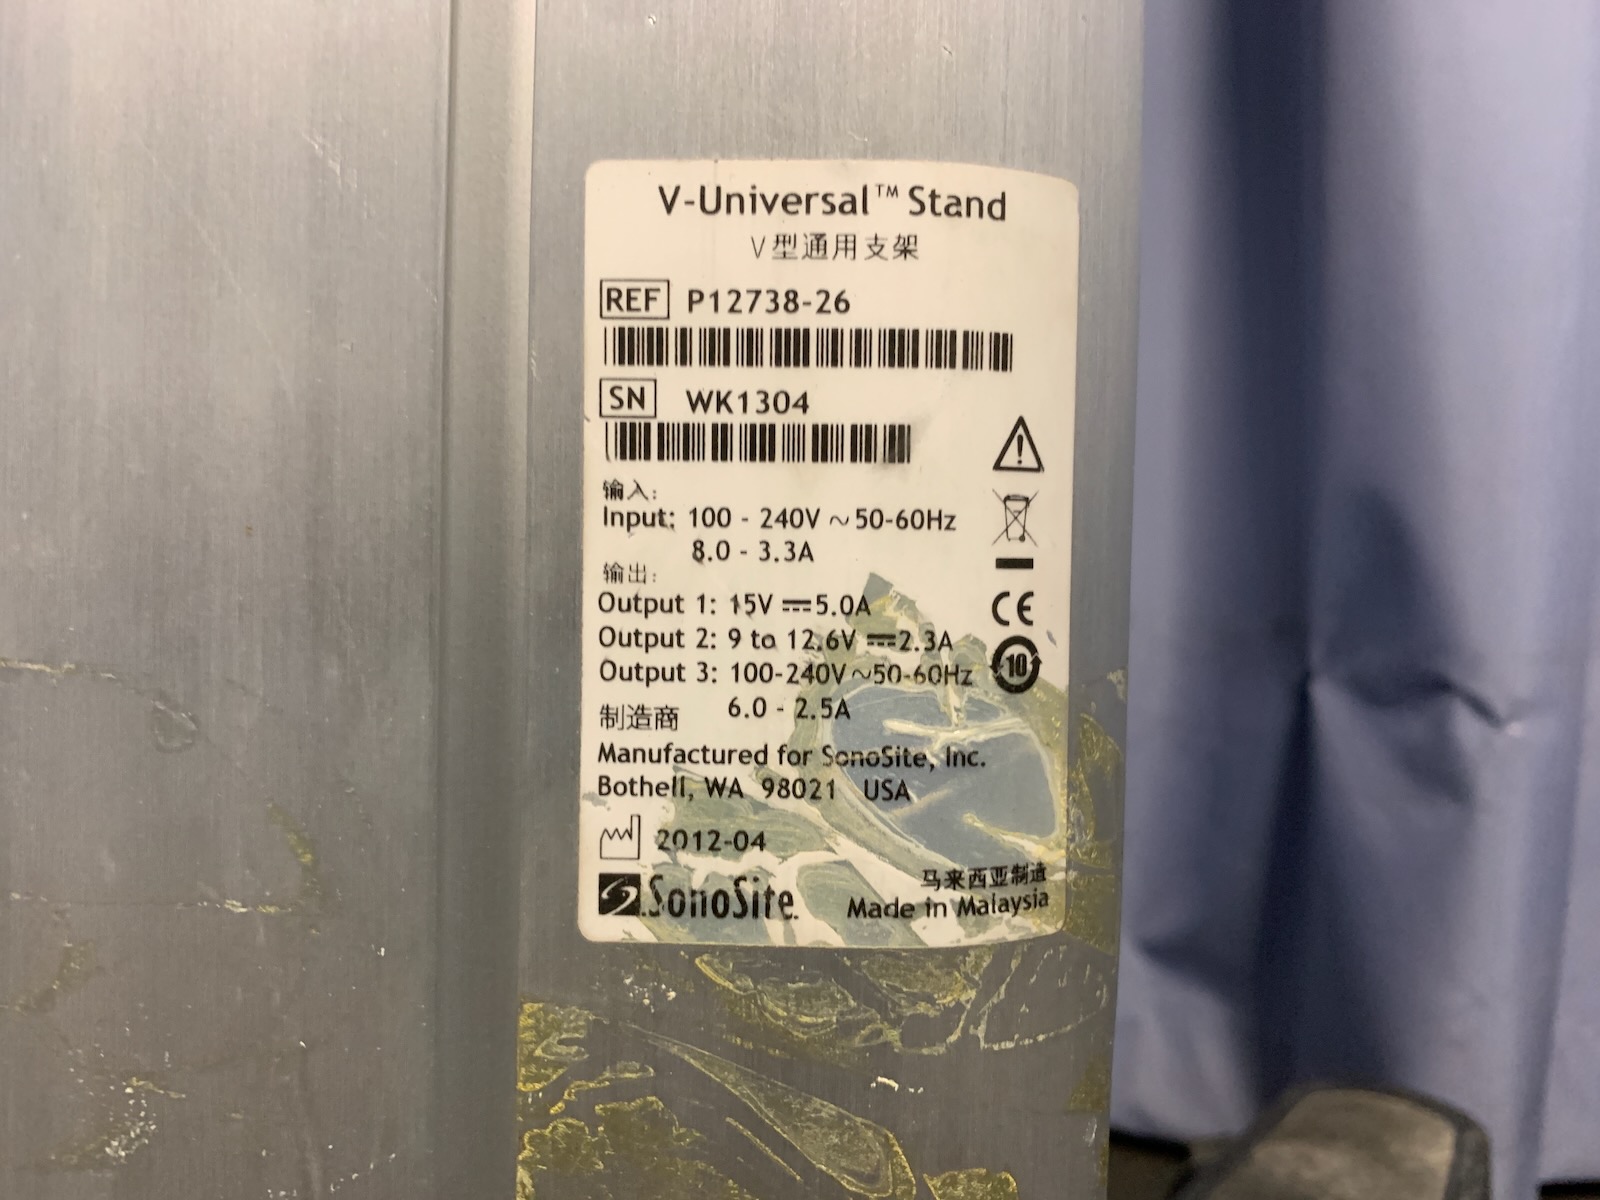 V-Universal™ Stand
V型通用支架
REF P12738-26
SN WK1304
输入:
Input: 100 - 240V ~ 50-60Hz
8.0 - 3.3A
输出:
Output 1: 15V ⎓ 5.0A
Output 2: 9 to 12.6V ⎓ 2.3A
Output 3: 100-240V ~ 50-60Hz
6.0 - 2.5A
制造商
Manufactured for SonoSite, Inc.
Bothell, WA 98021 USA
2012-04
SonoSite.
马来西亚制造
Made in Malaysia
CE
10